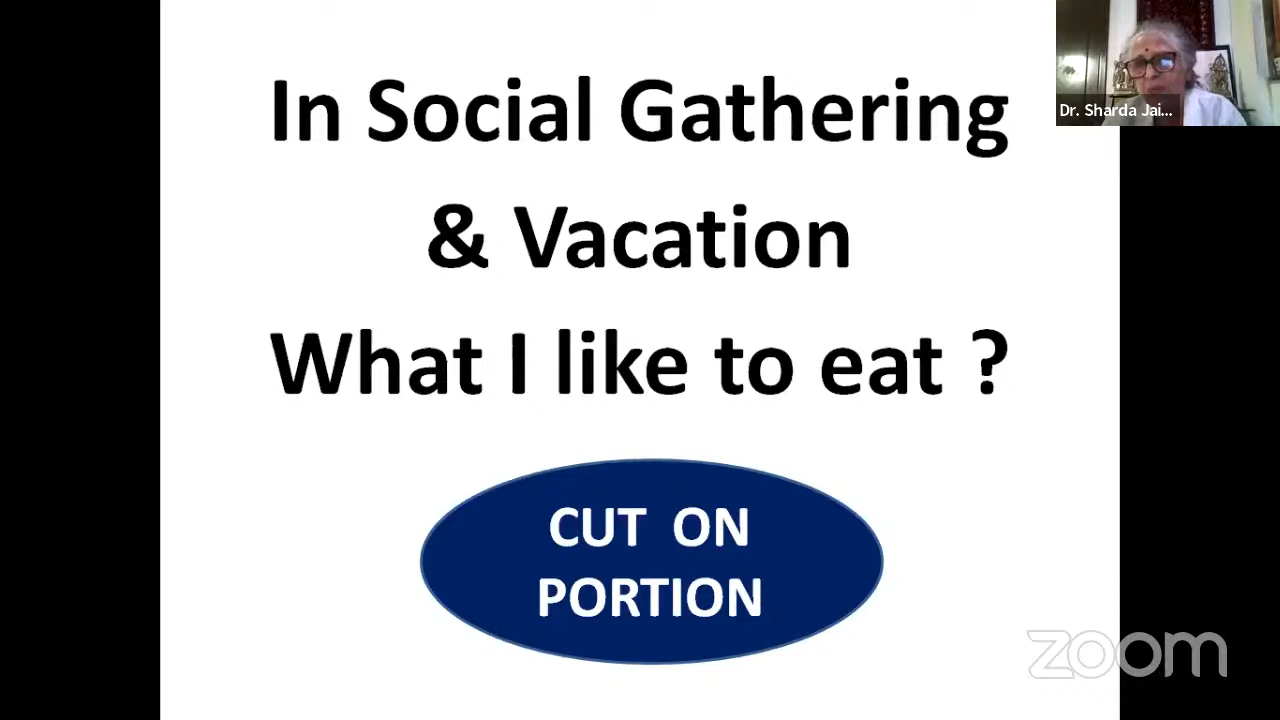 In Social Gathering
& Vacation
What I like to eat ?
CUT ON
PORTION
Dr. Sharda Jai...
zoom